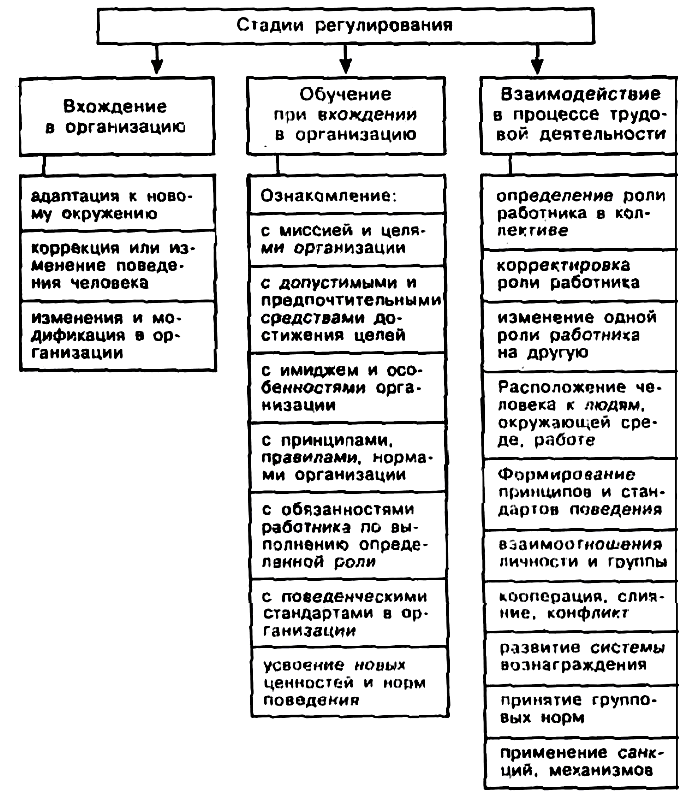 Стадии регулирования
Вхождение
в организацию
адаптация к ново-
му окружению
коррекция или из-
менение поведе-
ния человека
изменения и мо-
дификация в ор-
ганизации
Обучение
при вхождении
в организацию
Ознакомление:
с миссией и целя-
ми организации
с допустимыми и
предпочтительными
средствами до-
стижения целей
с имиджем и осо-
бенностями орга-
низации
с принципами,
правилами, норма-
ми организации
с обязанностями
работника по вы-
полнению опреде-
ленной роли
с поведенческими
стандартами в ор-
ганизации
усвоение новых
ценностей и норм
поведения
Взаимодействие
в процессе трудо-
вой деятельности
определение роли
работника в кол-
лективе
корректировка
роли работника
изменение одной
роли работника
на другую
Расположение че-
ловека к людям,
окружающей сре-
де, работе
Формирование
принципов и стан-
дартов поведения
взаимоотношения
личности и группы
кооперация, слия-
ние, конфликт
развитие системы
вознаграждения
принятие группо-
вых норм
применение санк-
ций, механизмов